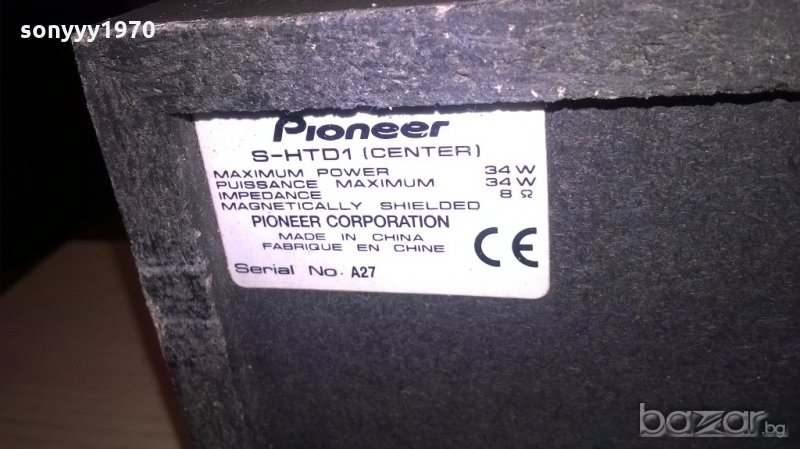 sonyyy1970
Pioneer
S-HTD1 (CENTER)
MAXIMUM POWER 34 W
PUISSANCE MAXIMUM 34 W
IMPEDANCE 8 Ω
MAGNETICALLY SHIELDED
PIONEER CORPORATION
MADE IN CHINA
FABRIQUE EN CHINE
CE
Serial No. A27
bazar.bg